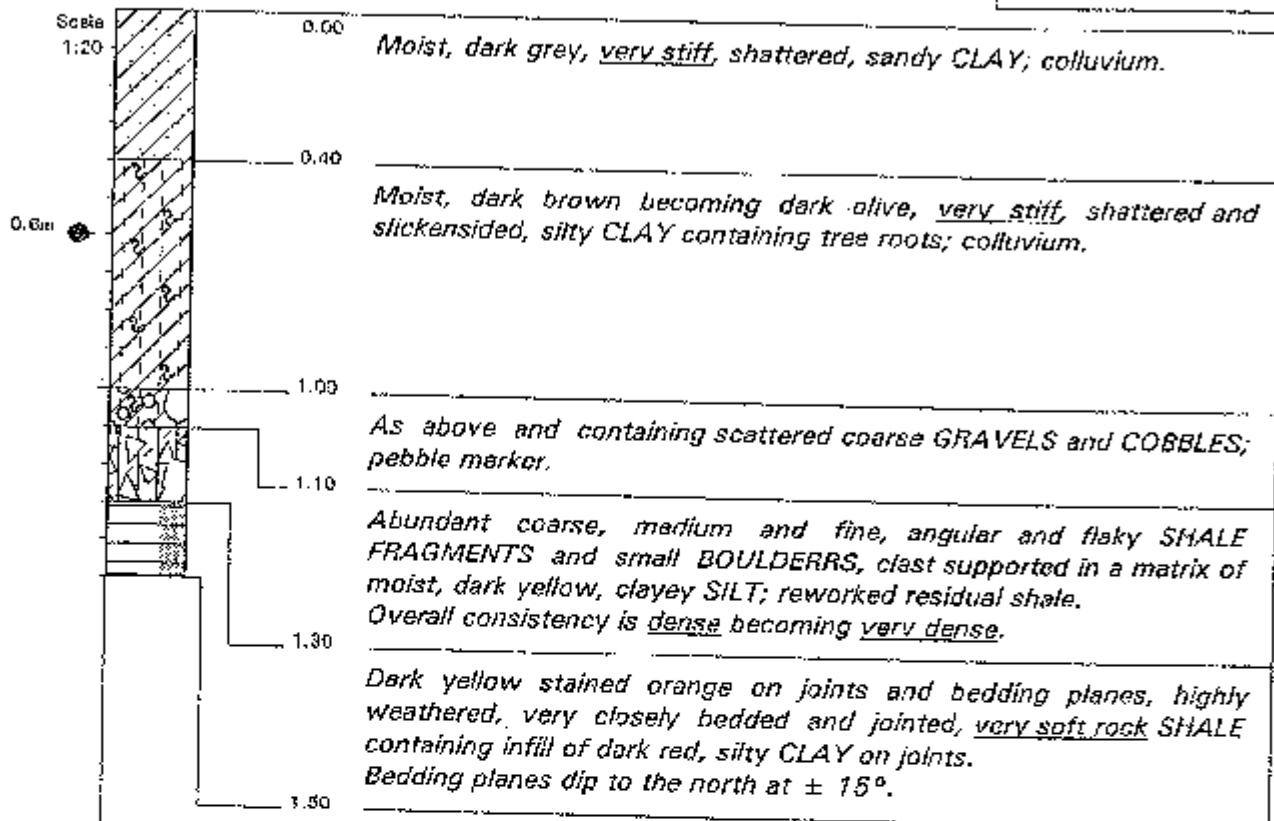 Scale
1:20
0.00
Moist, dark grey, very stiff, shattered, sandy CLAY; colluvium.
0.40
Moist, dark brown becoming dark olive, very stiff, shattered and
slickensided, silty CLAY containing tree roots; colluvium.
0.6m
1.00
As above and containing scattered coarse GRAVELS and COBBLES;
pebble marker.
1.10
Abundant coarse, medium and fine, angular and flaky SHALE
FRAGMENTS and small BOULDERRS, clast supported in a matrix of
moist, dark yellow, clayey SILT; reworked residual shale.
Overall consistency is dense becoming very dense.
1.30
Dark yellow stained orange on joints and bedding planes, highly
weathered, very closely bedded and jointed, very soft rock SHALE
containing infill of dark red, silty CLAY on joints.
Bedding planes dip to the north at ± 15°.
1.50